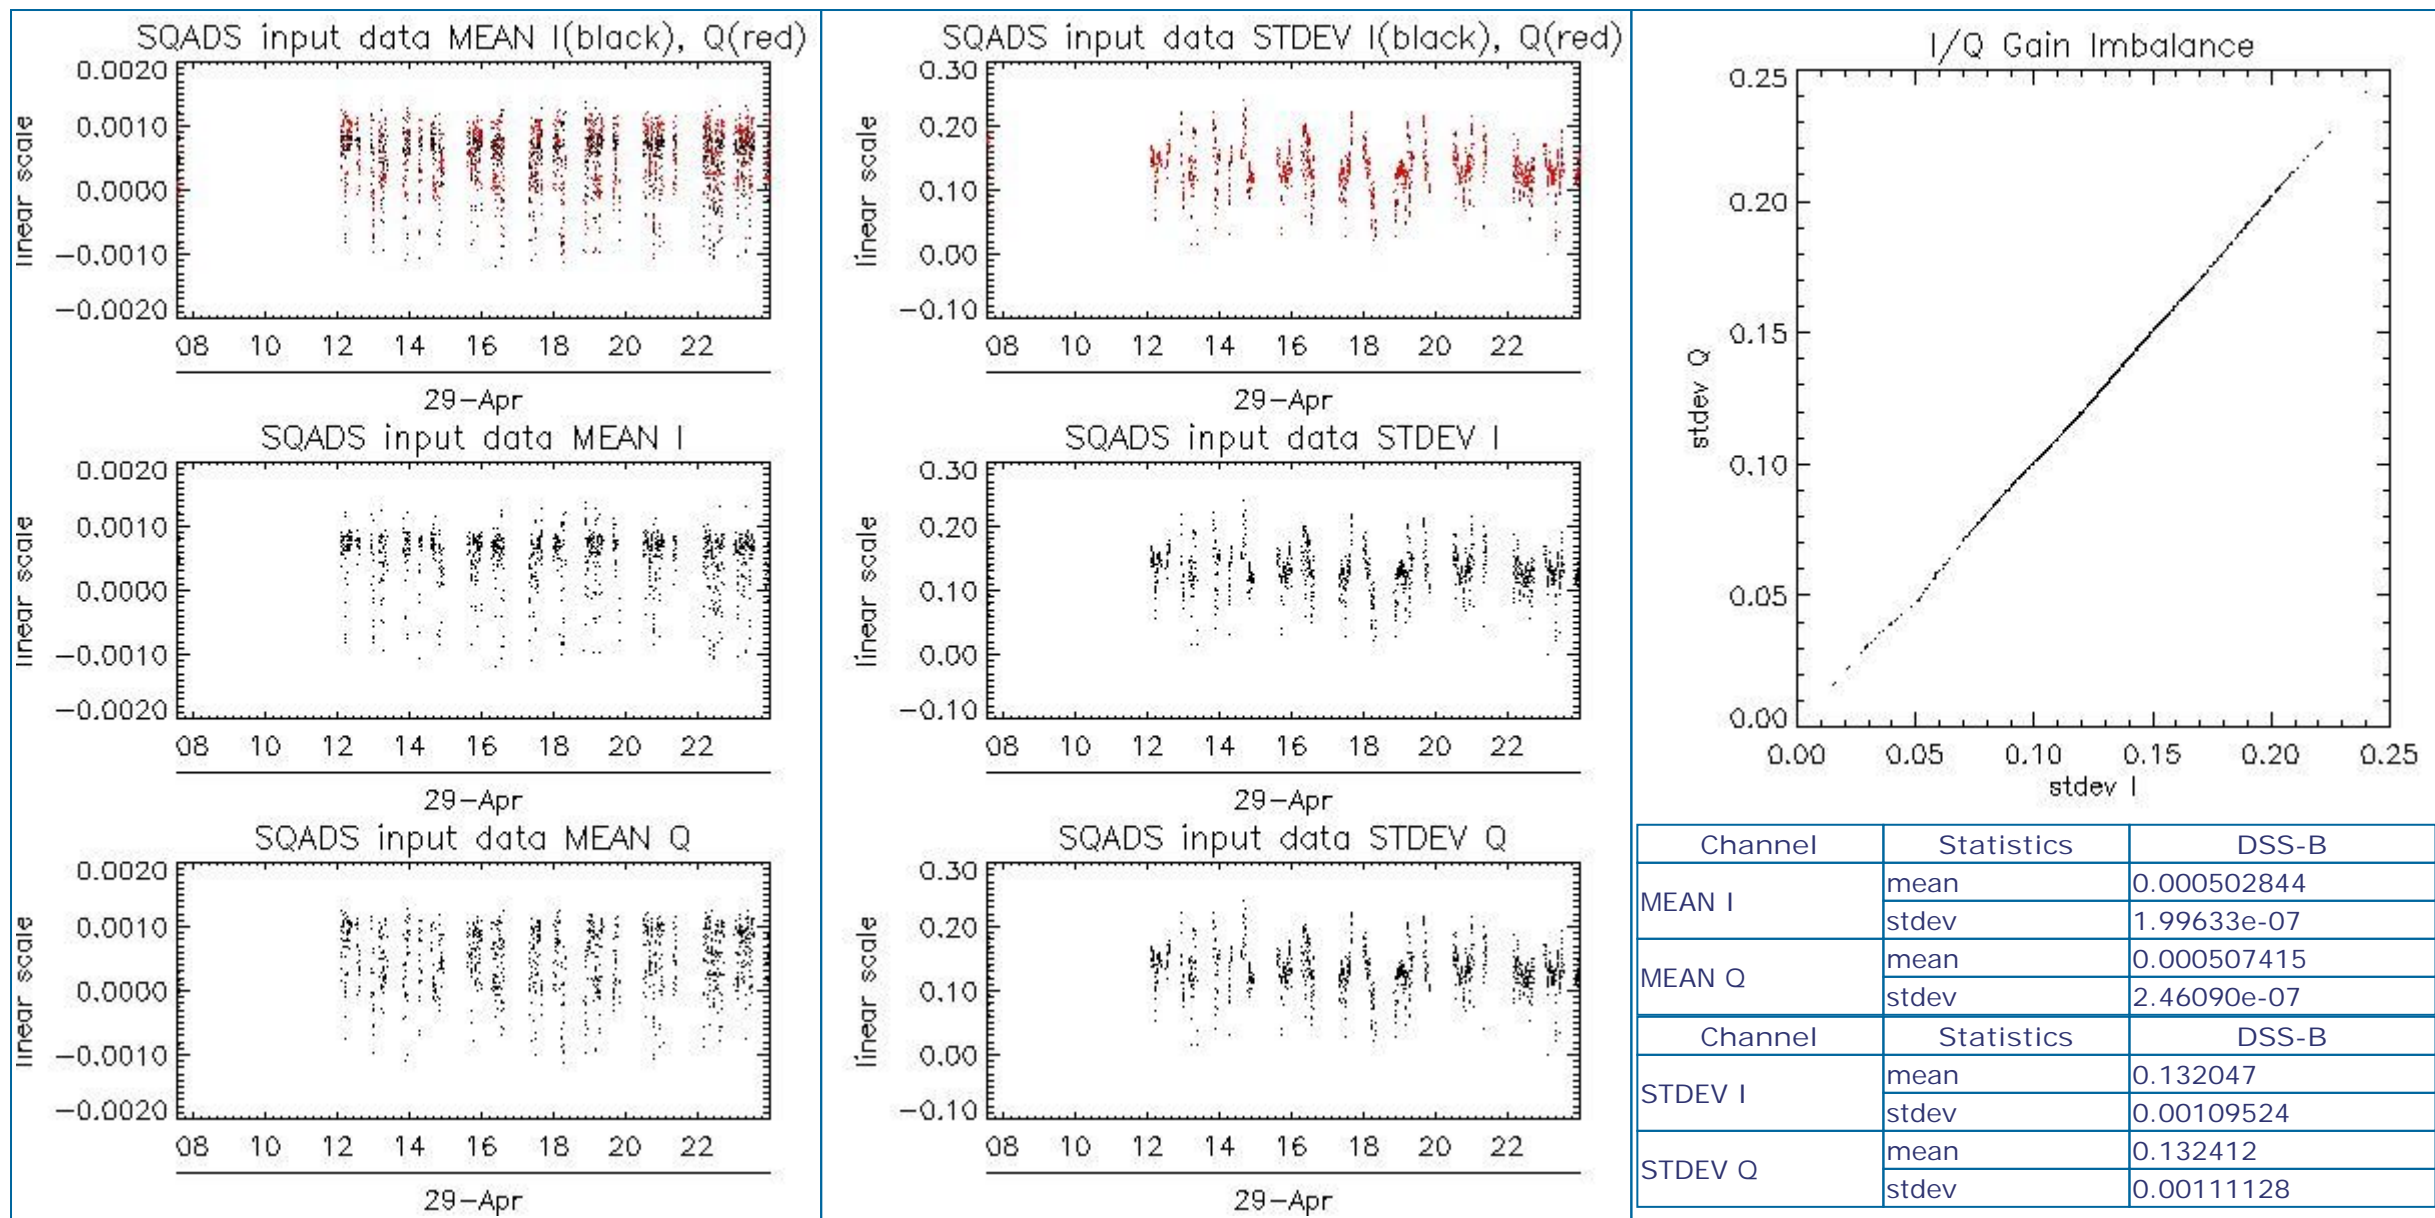 SQADS input data MEAN I(black), Q(red)
linear scale
0.0020
0.0010
0.0000
−0.0010
−0.0020
08 10 12 14 16 18 20 22
29−Apr
SQADS input data MEAN I
linear scale
0.0020
0.0010
0.0000
−0.0010
−0.0020
08 10 12 14 16 18 20 22
29−Apr
SQADS input data MEAN Q
linear scale
0.0020
0.0010
0.0000
−0.0010
−0.0020
08 10 12 14 16 18 20 22
29−Apr
SQADS input data STDEV I(black), Q(red)
linear scale
0.30
0.20
0.10
0.00
−0.10
08 10 12 14 16 18 20 22
29−Apr
SQADS input data STDEV I
linear scale
0.30
0.20
0.10
0.00
−0.10
08 10 12 14 16 18 20 22
29−Apr
SQADS input data STDEV Q
linear scale
0.30
0.20
0.10
0.00
−0.10
08 10 12 14 16 18 20 22
29−Apr
I/Q Gain Imbalance
stdev Q
0.25
0.20
0.15
0.10
0.05
0.00
0.00 0.05 0.10 0.15 0.20 0.25
stdev I
Channel Statistics DSS-B
MEAN I mean 0.000502844
stdev 1.99633e-07
MEAN Q mean 0.000507415
stdev 2.46090e-07
Channel Statistics DSS-B
STDEV I mean 0.132047
stdev 0.00109524
STDEV Q mean 0.132412
stdev 0.00111128